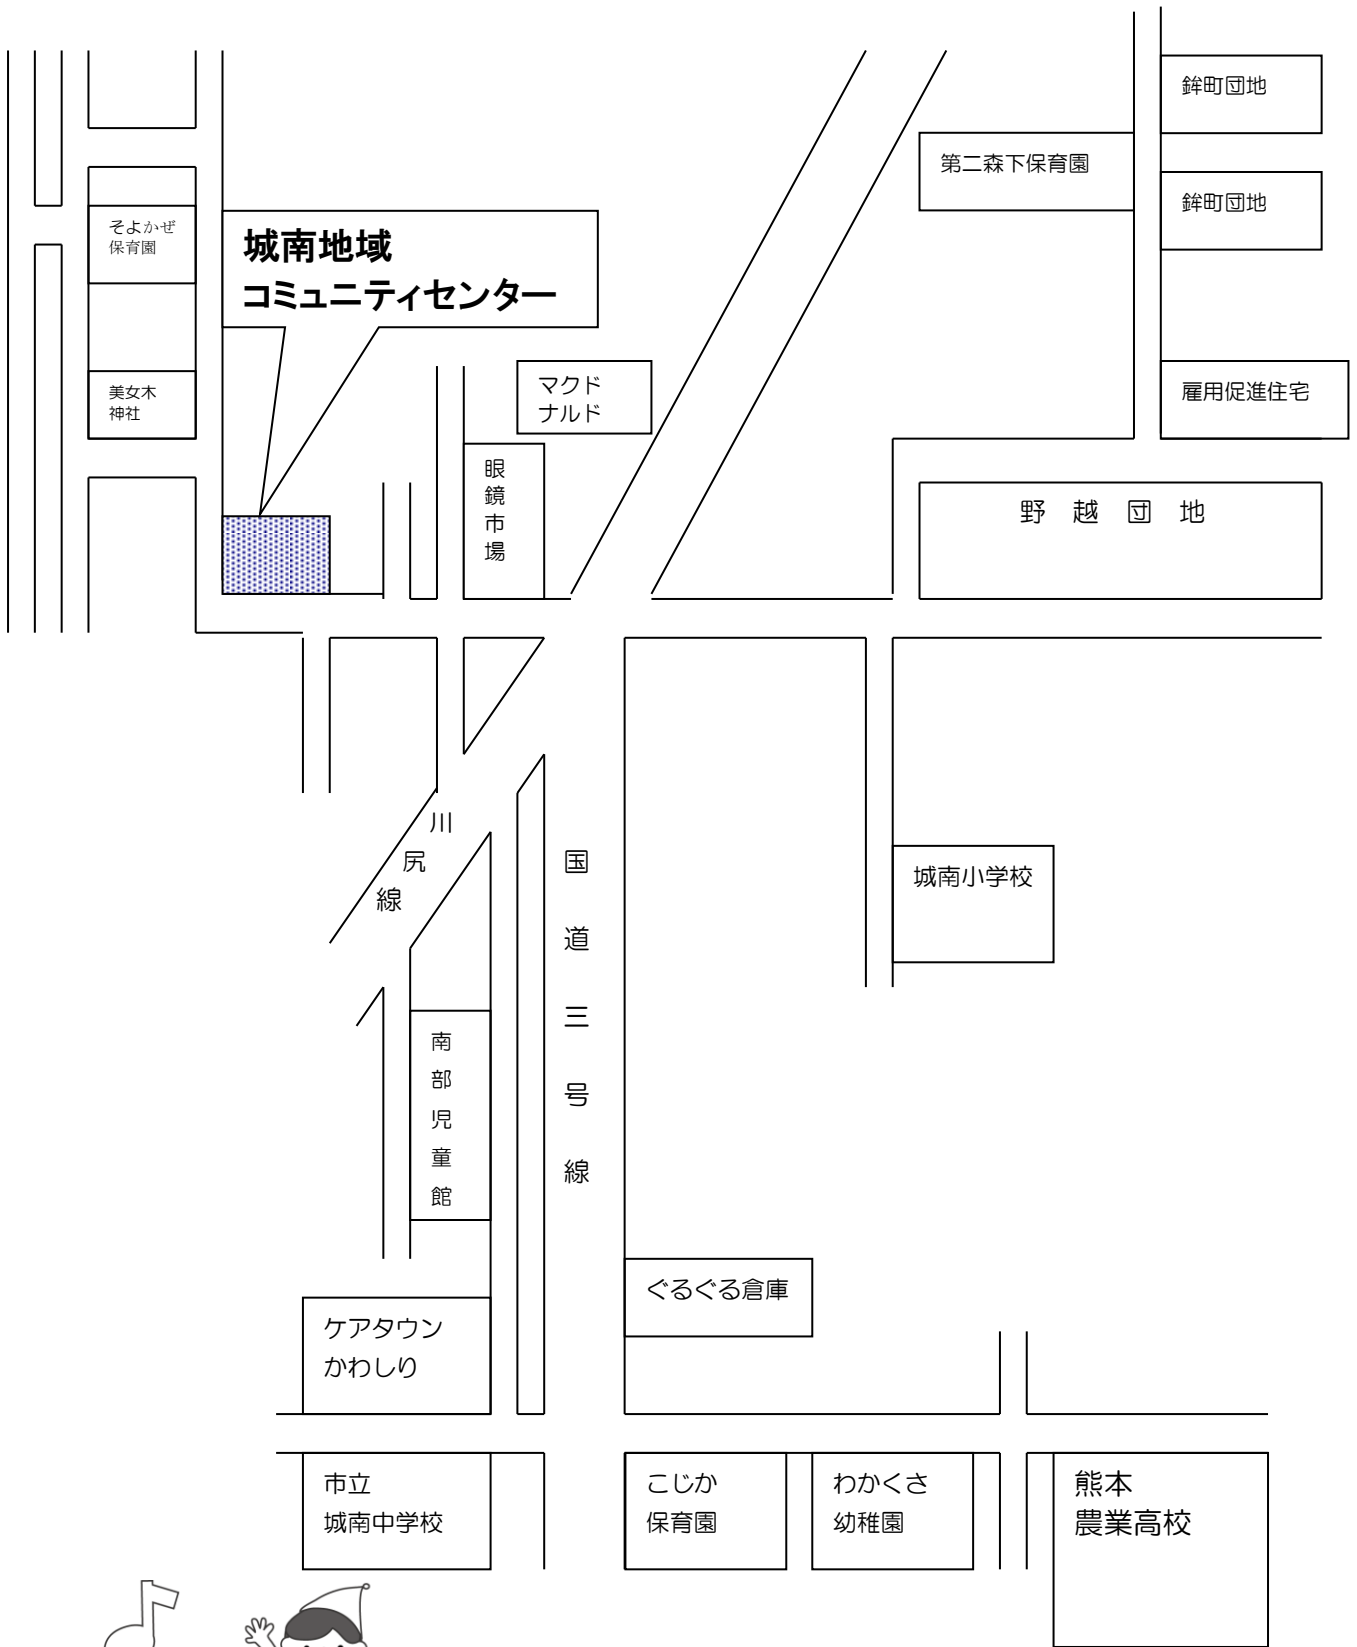 鉾町団地
第二森下保育園
鉾町団地
そよかぜ
保育園
城南地域
コミュニティセンター
美女木
神社
マクド
ナルド
雇用促進住宅
眼鏡市場
野越団地
川尻線
国道三号線
城南小学校
南部児童館
ぐるぐる倉庫
ケアタウン
かわしり
市立
城南中学校
こじか
保育園
わかくさ
幼稚園
熊本
農業高校